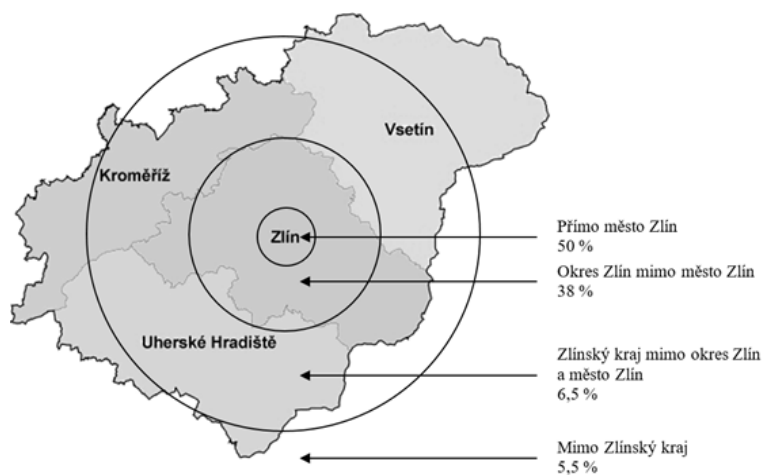 Vsetín
Kroměříž
Zlín
Uherské Hradiště
Přímo město Zlín
50 %
Okres Zlín mimo město Zlín
38 %
Zlínský kraj mimo okres Zlín
a město Zlín
6,5 %
Mimo Zlínský kraj
5,5 %